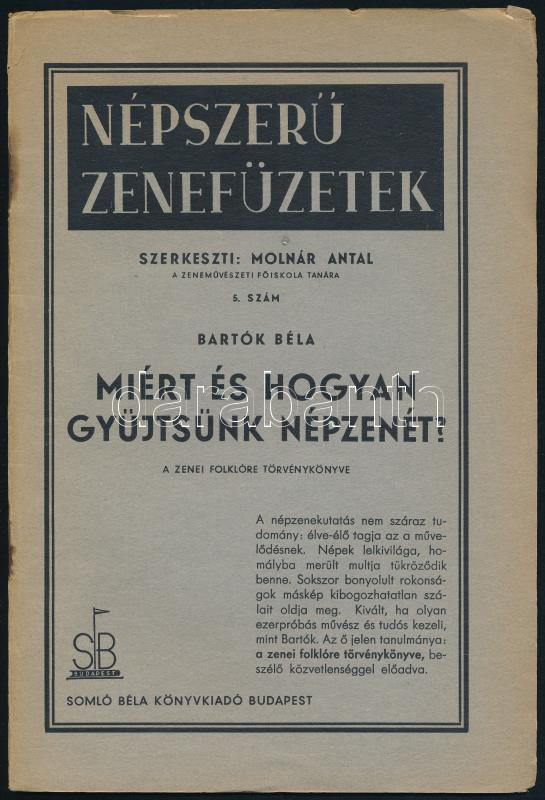 NÉPSZERŰ
ZENEFÜZETEK
SZERKESZTI: MOLNÁR ANTAL
A ZENEMŰVÉSZETI FŐISKOLA TANÁRA
5. SZÁM
BARTÓK BÉLA
MIÉRT ÉS HOGYAN
GYÜJTSÜNK NÉPZENÉT?
darabanth
A ZENEI FOLKLÓRE TÖRVÉNYKÖNYVE
A népzenekutatás nem száraz tu-
domány: élve-élő tagja az a műve-
lődésnek. Népek lelkivilága, ho-
mályba merült multja tükröződik
benne. Sokszor bonyolult rokonsá-
gok máskép kibogozhatatlan szá-
lait oldja meg. Kivált, ha olyan
ezerpróbás művész és tudós kezeli,
mint Bartók. Az ő jelen tanulmánya:
a zenei folklóre törvénykönyve, be-
szélő közvetlenséggel előadva.
SB
BUDAPEST
SOMLÓ BÉLA KÖNYVKIADÓ BUDAPEST